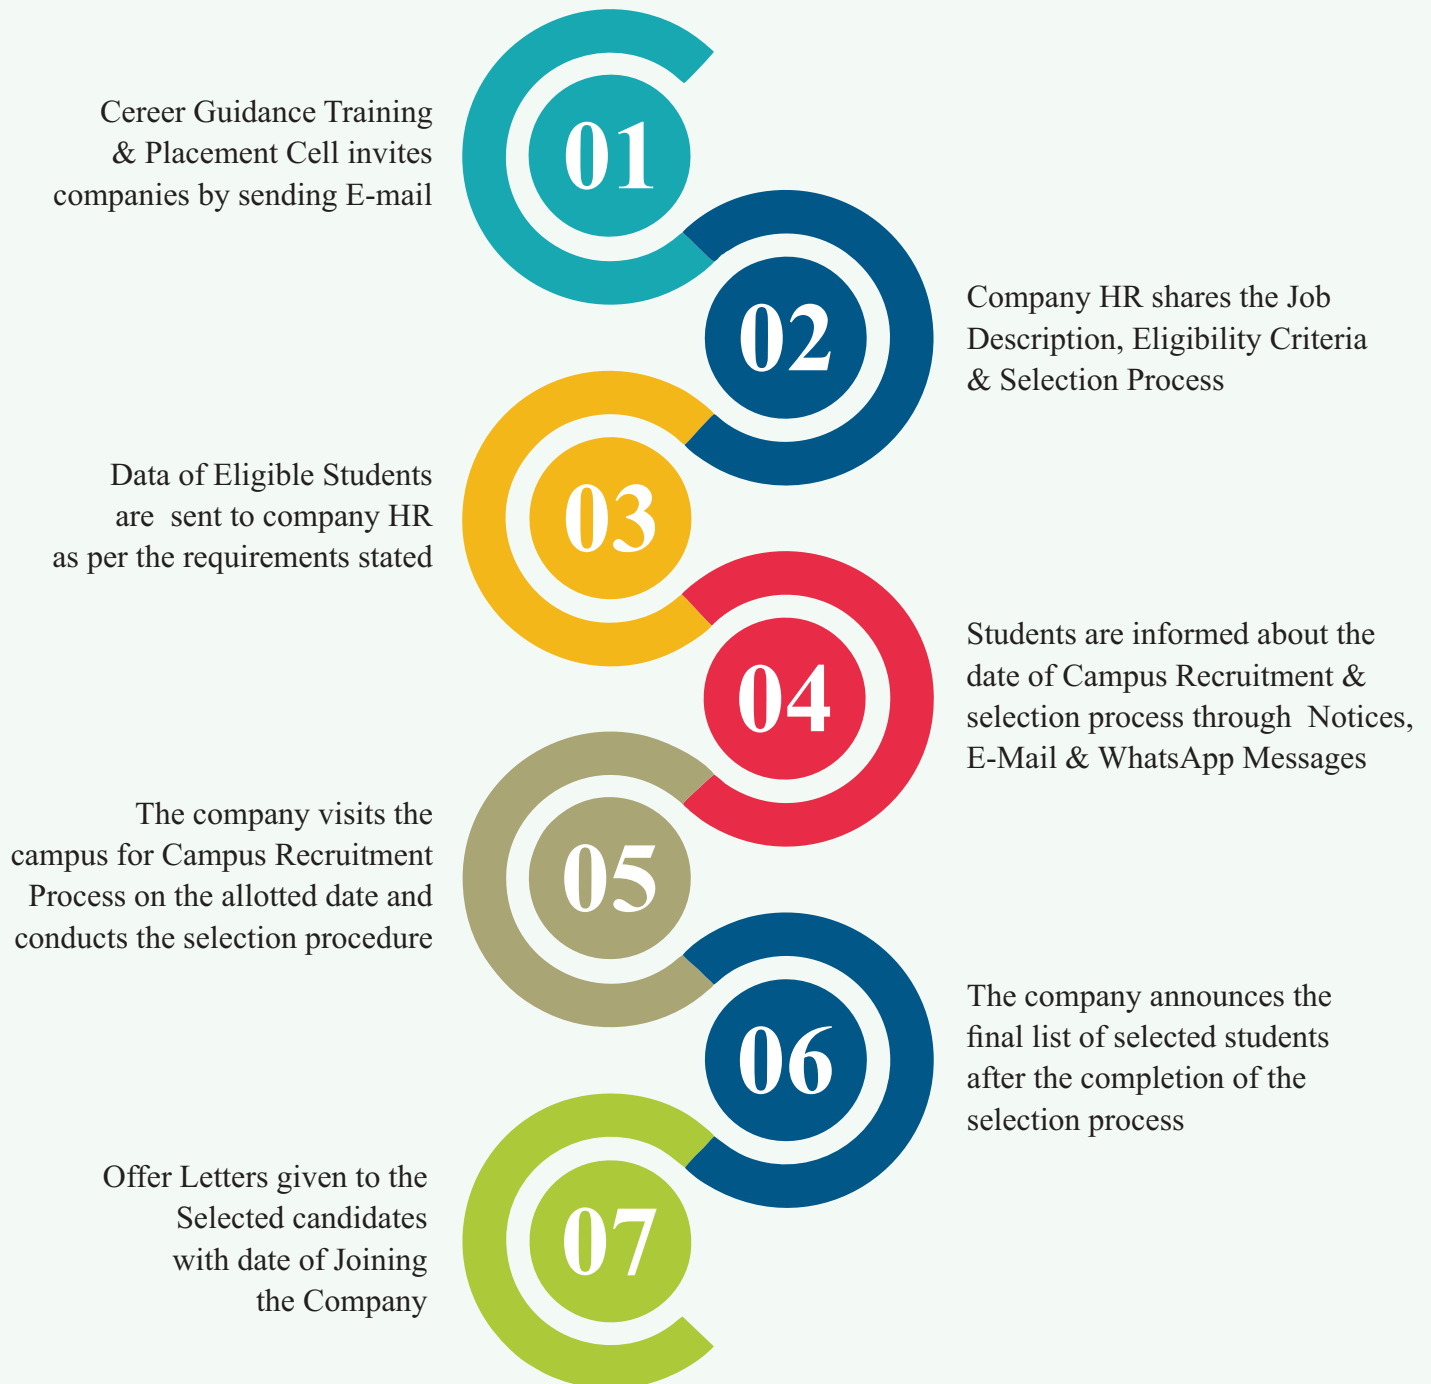 01
Cereer Guidance Training
& Placement Cell invites
companies by sending E-mail
02
Company HR shares the Job
Description, Eligibility Criteria
& Selection Process
03
Data of Eligible Students
are  sent to company HR
as per the requirements stated
04
Students are informed about the
date of Campus Recruitment &
selection process through  Notices,
E-Mail & WhatsApp Messages
05
The company visits the
campus for Campus Recruitment
Process on the allotted date and
conducts the selection procedure
06
The company announces the
final list of selected students
after the completion of the
selection process
07
Offer Letters given to the
Selected candidates
with date of Joining
the Company